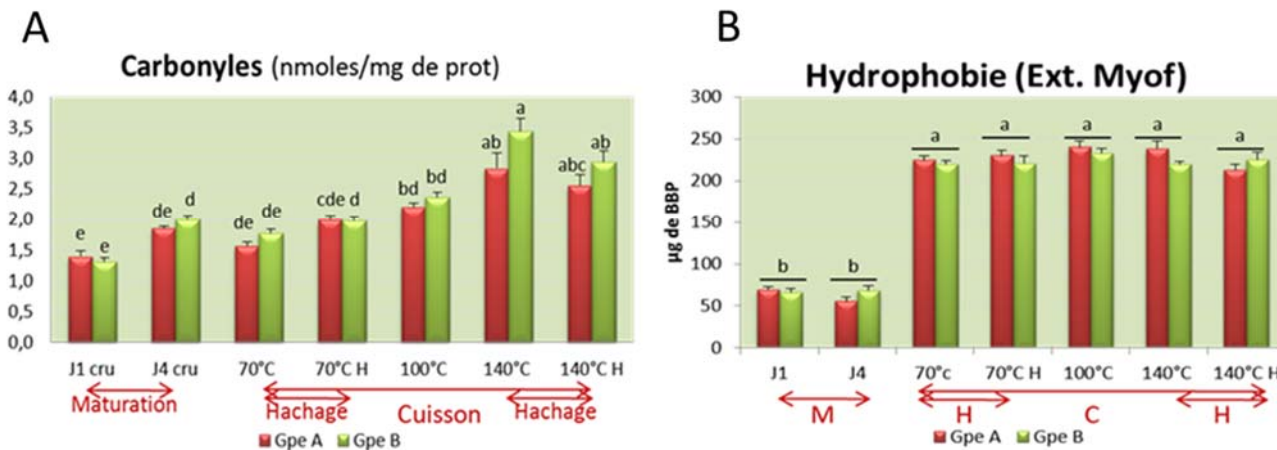 A
Carbonyles (nmoles/mg de prot)
4,0
3,5
3,0
2,5
2,0
1,5
1,0
0,5
0,0
e
e
de
d
de
de
cde
d
bd
bd
ab
a
abc
ab
J1 cru
J4 cru
70°C
70°C H
100°C
140°C
140°C H
Maturation
Hachage
Cuisson
Hachage
Gpe A
Gpe B
B
Hydrophobie (Ext. Myof)
µg de BBP
300
250
200
150
100
50
0
b
b
a
a
a
a
a
J1
J4
70°c
70°C H
100°C
140°C
140°C H
M
H
C
H
Gpe A
Gpe B